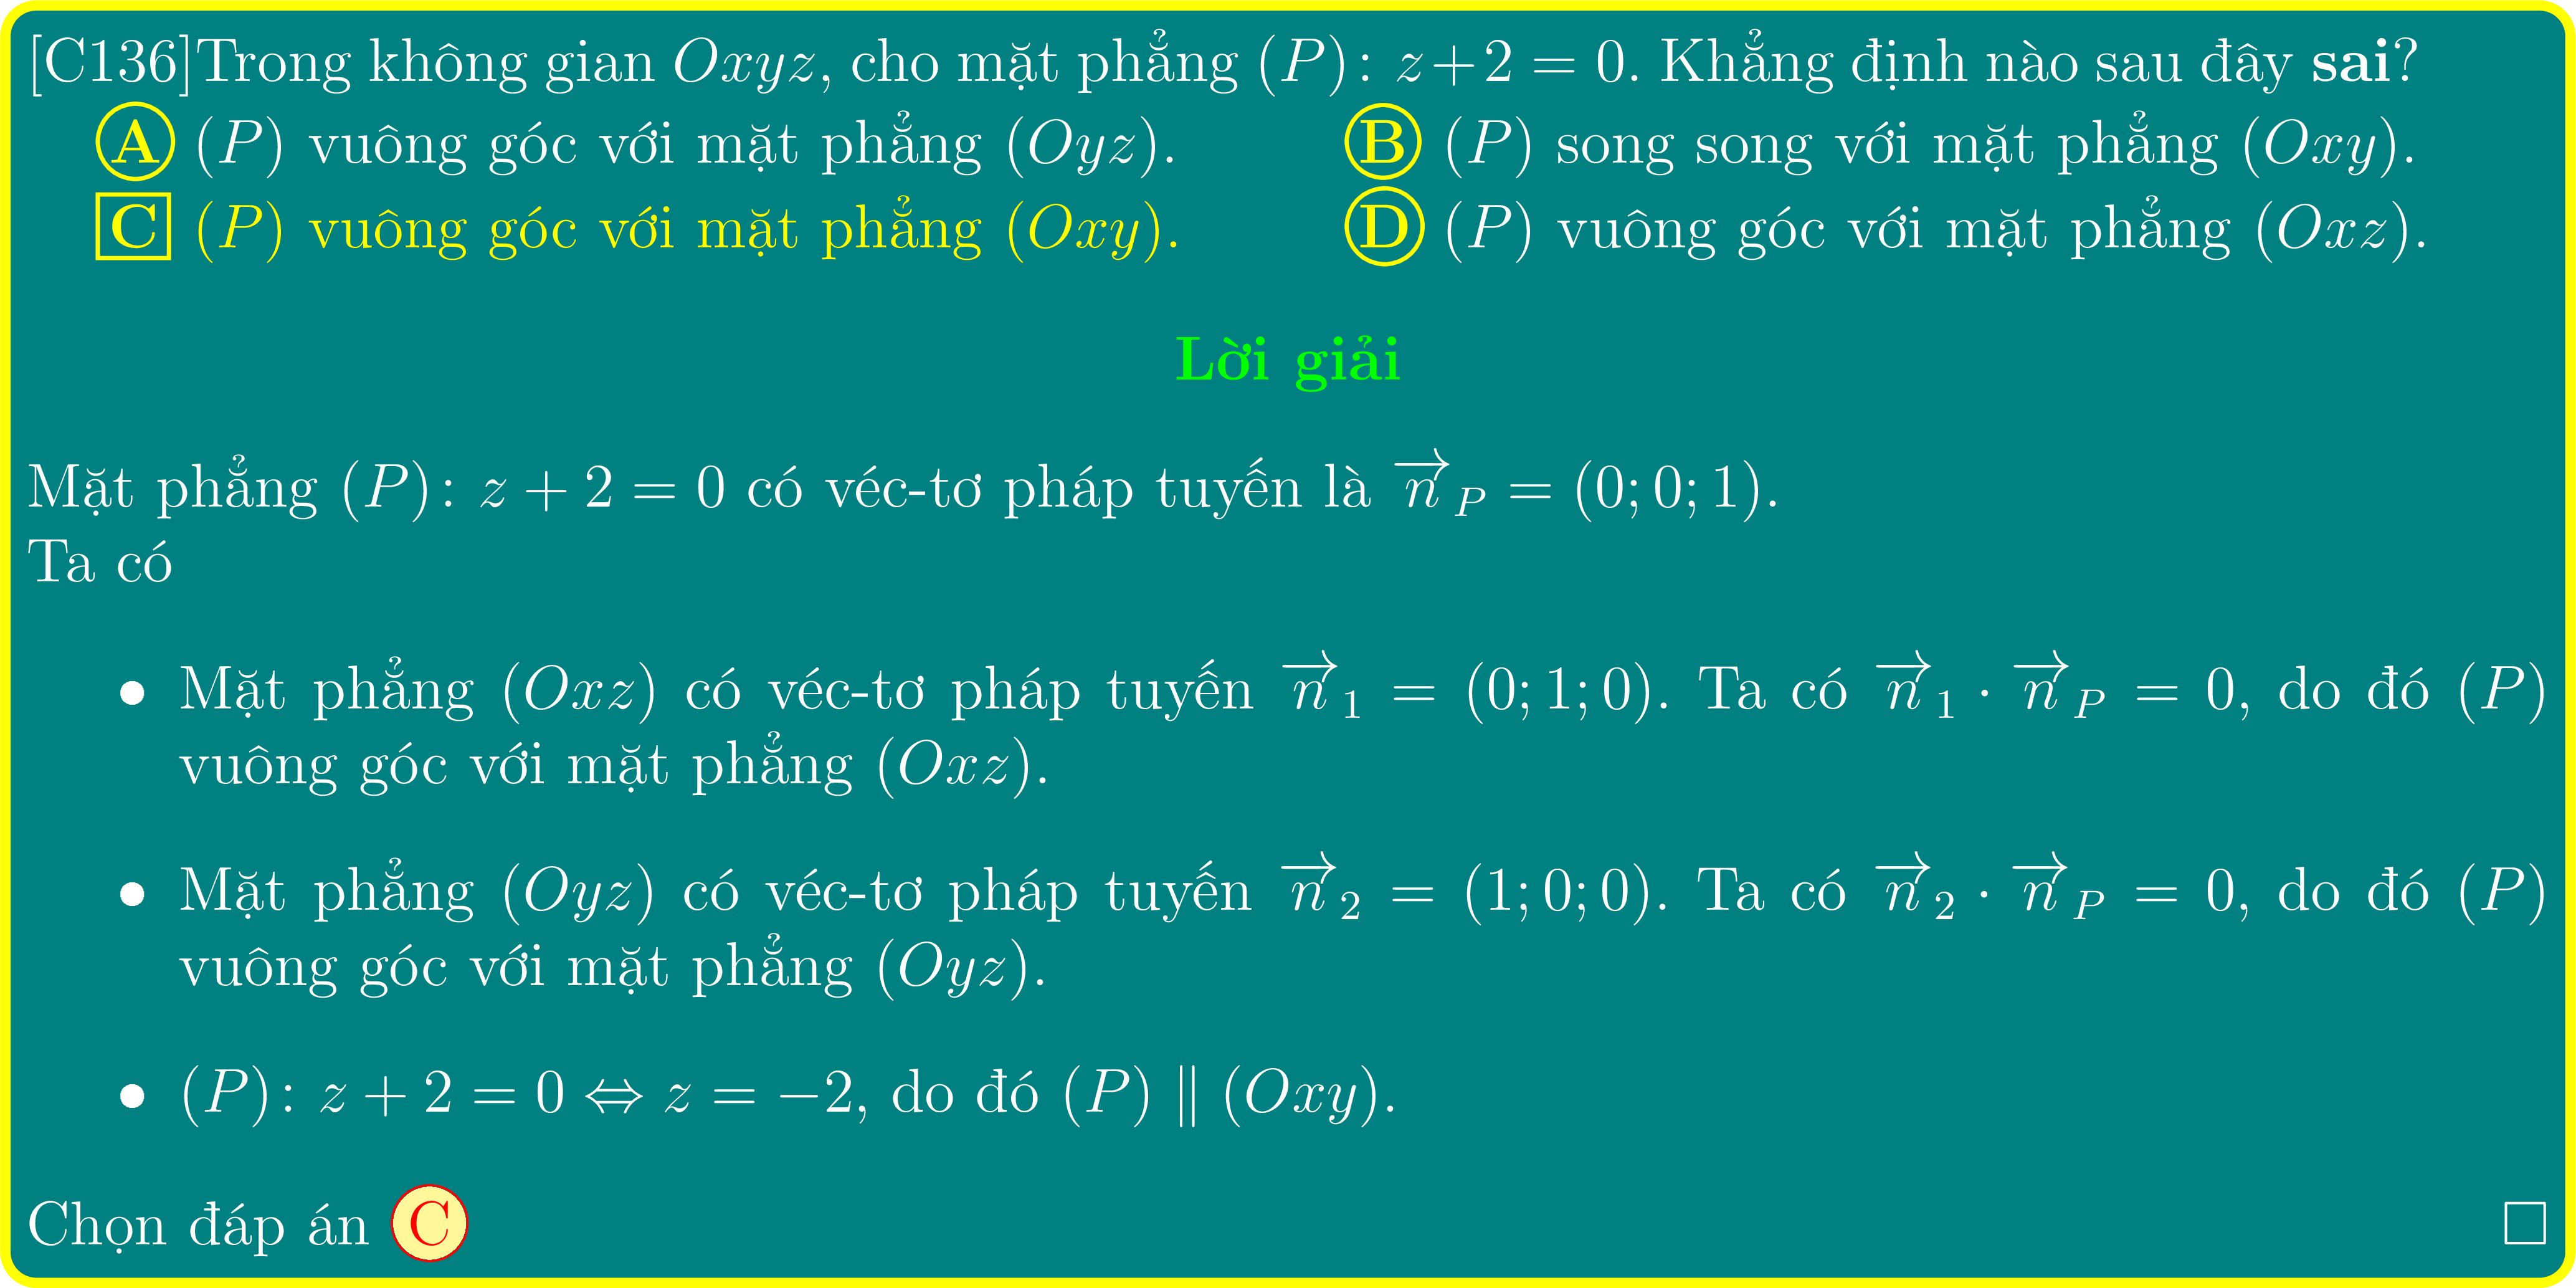 [C136]Trong không gian Oxyz, cho mặt phẳng (P): z+2 = 0. Khẳng định nào sau đây sai?
A (P) vuông góc với mặt phẳng (Oyz). B (P) song song với mặt phẳng (Oxy).
C (P) vuông góc với mặt phẳng (Oxy). D (P) vuông góc với mặt phẳng (Oxz).
Lời giải
Mặt phẳng (P): z + 2 = 0 có véc-tơ pháp tuyến là $\overrightarrow{n}_P$ = (0; 0; 1).
Ta có
• Mặt phẳng (Oxz) có véc-tơ pháp tuyến $\overrightarrow{n}_1$ = (0; 1; 0). Ta có $\overrightarrow{n}_1 \cdot \overrightarrow{n}_P$ = 0, do đó (P)
vuông góc với mặt phẳng (Oxz).
• Mặt phẳng (Oyz) có véc-tơ pháp tuyến $\overrightarrow{n}_2$ = (1; 0; 0). Ta có $\overrightarrow{n}_2 \cdot \overrightarrow{n}_P$ = 0, do đó (P)
vuông góc với mặt phẳng (Oyz).
• (P): z + 2 = 0 ⇔ z = −2, do đó (P) ∥ (Oxy).
Chọn đáp án C □